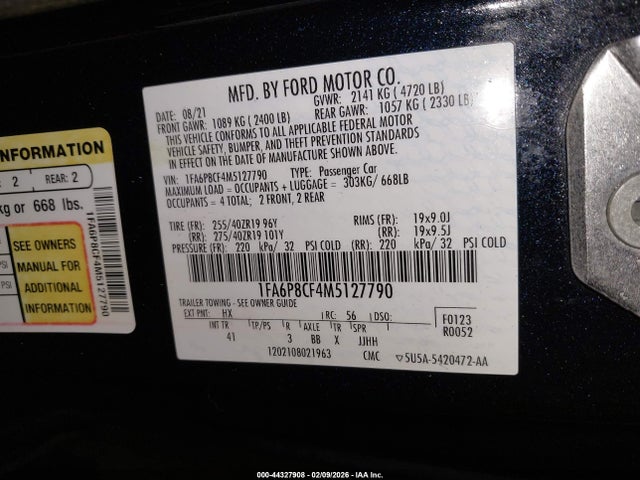 INFORMATION
2 REAR: 2
kg or 668 lbs.
SEE OWNERS
MANUAL FOR
ADDITIONAL
INFORMATION
1FA6P8CF4M5127790
MFD. BY FORD MOTOR CO.
DATE: 08/21 GVWR: 2141 KG ( 4720 LB)
FRONT GAWR: 1089 KG ( 2400 LB) REAR GAWR: 1057 KG ( 2330 LB)
THIS VEHICLE CONFORMS TO ALL APPLICABLE FEDERAL MOTOR
VEHICLE SAFETY, BUMPER, AND THEFT PREVENTION STANDARDS
IN EFFECT ON THE DATE OF MANUFACTURE SHOWN ABOVE.
VIN: 1FA6P8CF4M5127790 TYPE: Passenger Car
MAXIMUM LOAD = OCCUPANTS + LUGGAGE = 303KG/ 668LB
OCCUPANTS = 4 TOTAL: 2 FRONT, 2 REAR
TIRE (FR): 255/40ZR19 96Y RIMS (FR): 19x9.0J
(RR): 275/40ZR19 101Y (RR): 19x9.5J
PRESSURE (FR): 220 kPa/ 32 PSI COLD (RR): 220 kPa/ 32 PSI COLD
1FA6P8CF4M5127790
TRAILER TOWING - SEE OWNER GUIDE
EXT PNT: HX RC: 56 DSO:
INT TR TP/PS R AXLE TR SPR
41 3 BB X JJHH
F0123
R0052
1202108021963 CMC 5U5A-5420472-AA
000-44327908 - 02/09/2026 - IAA Inc.